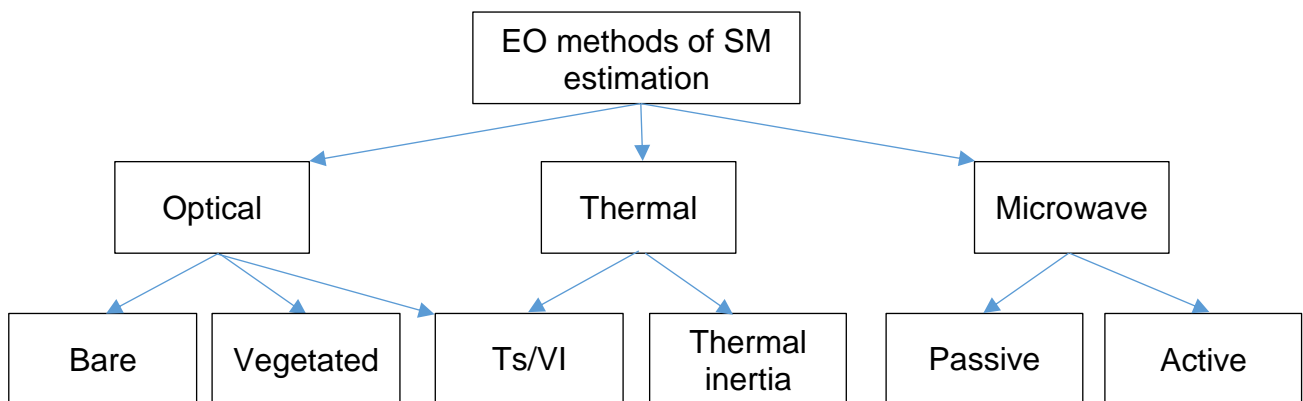 EO methods of SM
estimation
Optical
Thermal
Microwave
Bare
Vegetated
Ts/VI
Thermal
inertia
Passive
Active